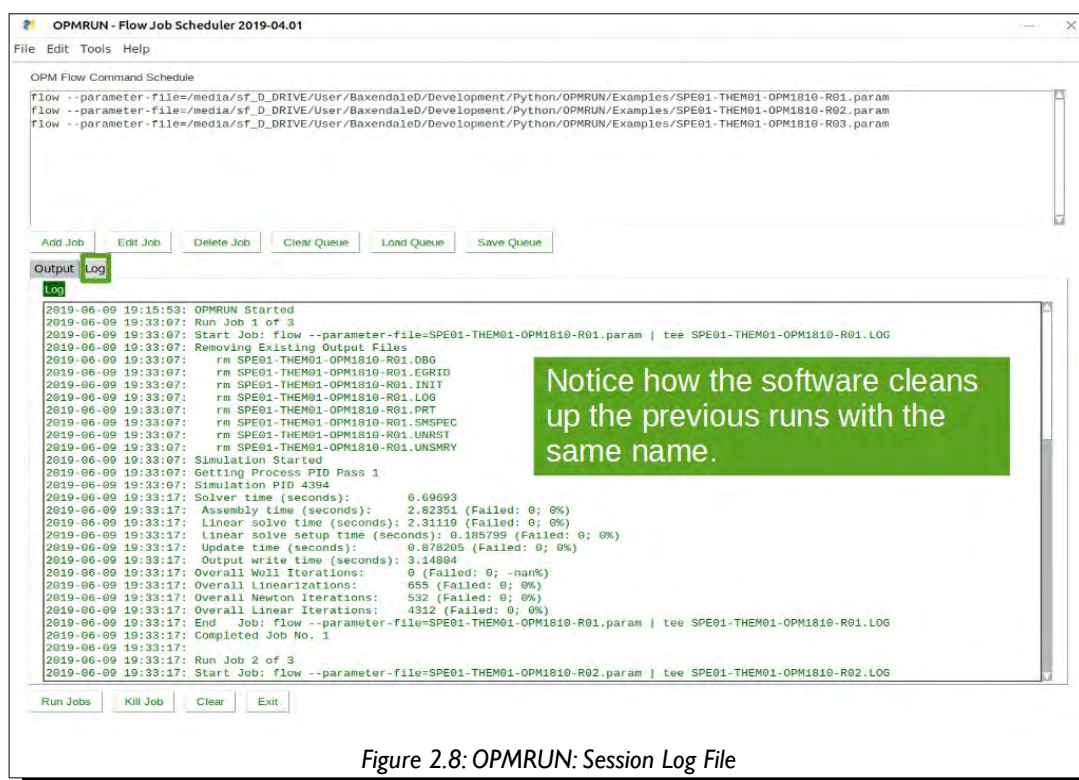 OPMRUN - Flow Job Scheduler 2019-04.01
File Edit Tools Help
OPM Flow Command Schedule
flow --parameter-file=/media/sf_D_DRIVE/User/BaxendaleD/Development/Python/OPMRUN/Examples/SPE01-THEM01-OPM1810-R01.param
flow --parameter-file=/media/sf_D_DRIVE/User/BaxendaleD/Development/Python/OPMRUN/Examples/SPE01-THEM01-OPM1810-R02.param
flow --parameter-file=/media/sf_D_DRIVE/User/BaxendaleD/Development/Python/OPMRUN/Examples/SPE01-THEM01-OPM1810-R03.param
Add Job Edit Job Delete Job Clear Queue Load Queue Save Queue
Output Log
Log
2019-06-09 19:15:53: OPMRUN Started
2019-06-09 19:33:07: Run Job 1 of 3
2019-06-09 19:33:07: Start Job: flow --parameter-file=SPE01-THEM01-OPM1810-R01.param | tee SPE01-THEM01-OPM1810-R01.LOG
2019-06-09 19:33:07: Removing Existing Output Files
2019-06-09 19:33:07: rm SPE01-THEM01-OPM1810-R01.DBG
2019-06-09 19:33:07: rm SPE01-THEM01-OPM1810-R01.EGRID
2019-06-09 19:33:07: rm SPE01-THEM01-OPM1810-R01.INIT
2019-06-09 19:33:07: rm SPE01-THEM01-OPM1810-R01.LOG
2019-06-09 19:33:07: rm SPE01-THEM01-OPM1810-R01.PRT
2019-06-09 19:33:07: rm SPE01-THEM01-OPM1810-R01.SMSPEC
2019-06-09 19:33:07: rm SPE01-THEM01-OPM1810-R01.UNRST
2019-06-09 19:33:07: rm SPE01-THEM01-OPM1810-R01.UNSMRY
2019-06-09 19:33:07: Simulation Started
2019-06-09 19:33:07: Getting Process PID Pass 1
2019-06-09 19:33:07: Simulation PID 4394
2019-06-09 19:33:17: Solver time (seconds): 6.69693
2019-06-09 19:33:17: Assembly time (seconds): 2.82351 (Failed: 0; 0%)
2019-06-09 19:33:17: Linear solve time (seconds): 2.31119 (Failed: 0; 0%)
2019-06-09 19:33:17: Linear solve setup time (seconds): 0.185799 (Failed: 0; 0%)
2019-06-09 19:33:17: Update time (seconds): 0.878205 (Failed: 0; 0%)
2019-06-09 19:33:17: Output write time (seconds): 3.14804
2019-06-09 19:33:17: Overall Well Iterations: 0 (Failed: 0; -nan%)
2019-06-09 19:33:17: Overall Linearizations: 655 (Failed: 0; 0%)
2019-06-09 19:33:17: Overall Newton Iterations: 532 (Failed: 0; 0%)
2019-06-09 19:33:17: Overall Linear Iterations: 4312 (Failed: 0; 0%)
2019-06-09 19:33:17: End Job: flow --parameter-file=SPE01-THEM01-OPM1810-R01.param | tee SPE01-THEM01-OPM1810-R01.LOG
2019-06-09 19:33:17: Completed Job No. 1
2019-06-09 19:33:17:
2019-06-09 19:33:17: Run Job 2 of 3
2019-06-09 19:33:17: Start Job: flow --parameter-file=SPE01-THEM01-OPM1810-R02.param | tee SPE01-THEM01-OPM1810-R02.LOG
Notice how the software cleans
up the previous runs with the
same name.
Run Jobs Kill Job Clear Exit
Figure 2.8: OPMRUN: Session Log File